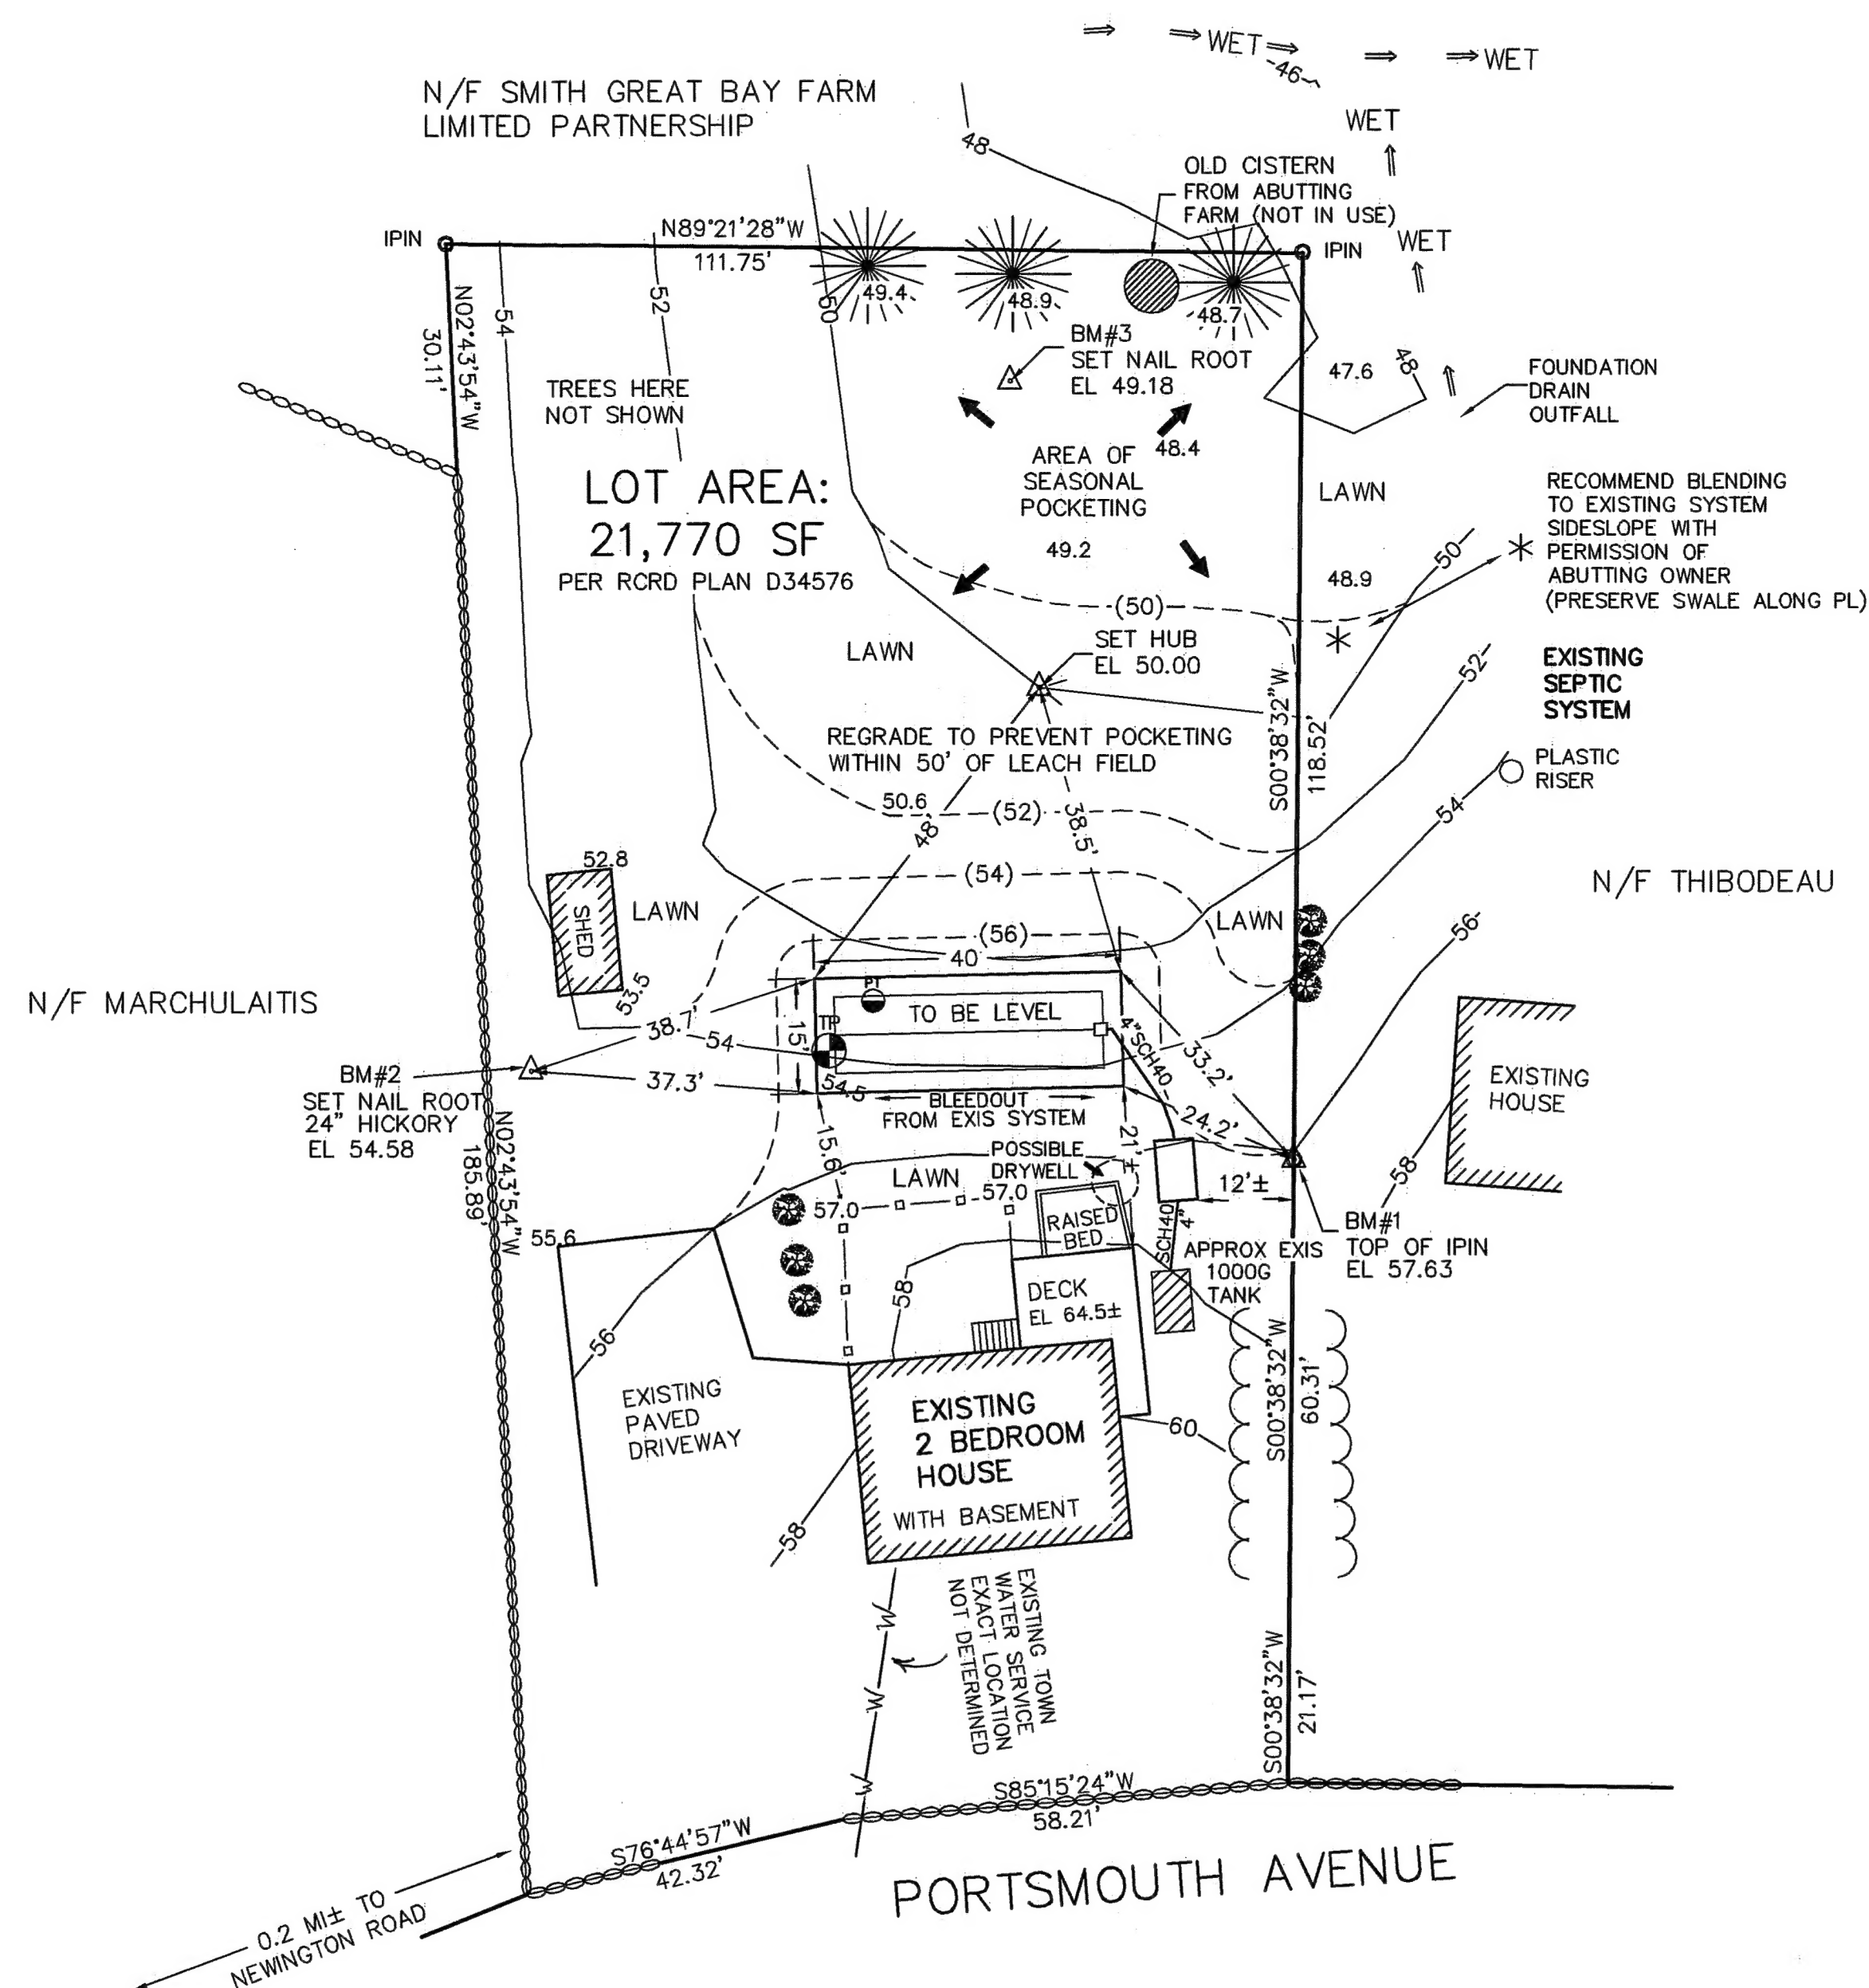 WET
-46-
WET
N/F SMITH GREAT BAY FARM
LIMITED PARTNERSHIP
WET
48
OLD CISTERN
FROM ABUTTING
FARM (NOT IN USE)
WET
IPIN
N89°21'28"W
111.75'
IPIN
54
52
50
49.4
48.9
48.7
N02°43'54"W
30.11'
BM#3
SET NAIL ROOT
EL 49.18
47.6
48
FOUNDATION
DRAIN
OUTFALL
TREES HERE
NOT SHOWN
48.4
AREA OF
SEASONAL
POCKETING
49.2
LAWN
LOT AREA:
21,770 SF
PER RCRD PLAN D34576
RECOMMEND BLENDING
TO EXISTING SYSTEM
SIDESLOPE WITH
* PERMISSION OF
ABUTTING OWNER
(PRESERVE SWALE ALONG PL)
50
48.9
(50)
*
LAWN
SET HUB
EL 50.00
52
EXISTING
SEPTIC
SYSTEM
S00°38'32"W
118.52'
REGRADE TO PREVENT POCKETING
WITHIN 50' OF LEACH FIELD
PLASTIC
RISER
50.6
(52)
48'
38.5'
54
52.8
SHED
LAWN
53.5
(54)
N/F THIBODEAU
LAWN
56
(56)
40
N/F MARCHULAITIS
PT
TP
TO BE LEVEL
15'
38.7'
54
4"SCH40
33.2'
EXISTING
HOUSE
BM#2
SET NAIL ROOT
24" HICKORY
EL 54.58
37.3'
54.5
BLEEDOUT
FROM EXIS SYSTEM
24.2'
N02°43'54"W
185.89'
15.6'
21'±
POSSIBLE
DRYWELL
LAWN
57.0
57.0
12'±
58
RAISED
BED
SCH40
4"
BM#1
TOP OF IPIN
EL 57.63
55.6
APPROX EXIS
1000G
TANK
58
DECK
EL 64.5±
56
S00°38'32"W
60.31'
EXISTING
PAVED
DRIVEWAY
EXISTING
2 BEDROOM
HOUSE
WITH BASEMENT
60
58
EXISTING TOWN
WATER SERVICE
EXACT LOCATION
NOT DETERMINED
W
W
W
S00°38'32"W
21.17'
S85°15'24"W
58.21'
S76°44'57"W
42.32'
PORTSMOUTH AVENUE
0.2 MI± TO
NEWINGTON ROAD